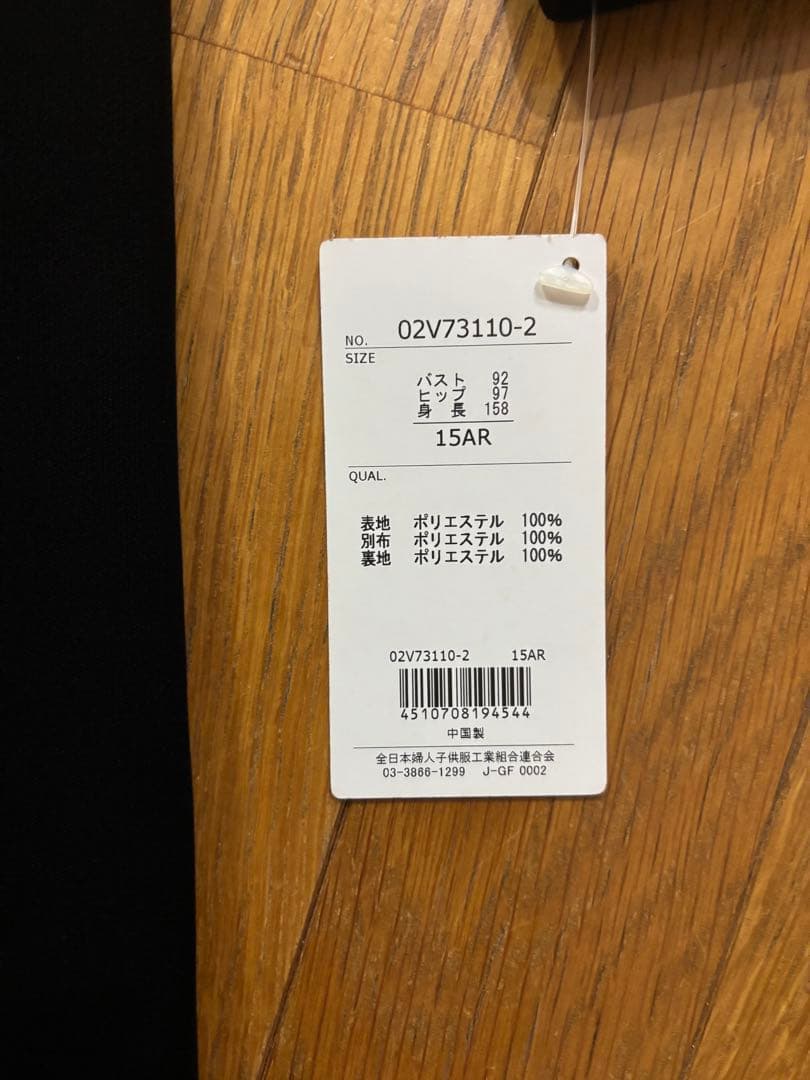 NO. 02V73110-2
SIZE
バスト 92
ヒップ 97
身 長 158
15AR
QUAL.
表地 ポリエステル 100%
別布 ポリエステル 100%
裏地 ポリエステル 100%
02V73110-2 15AR
4510708194544
中国製
全日本婦人子供服工業組合連合会
03-3866-1299 J-GF 0002